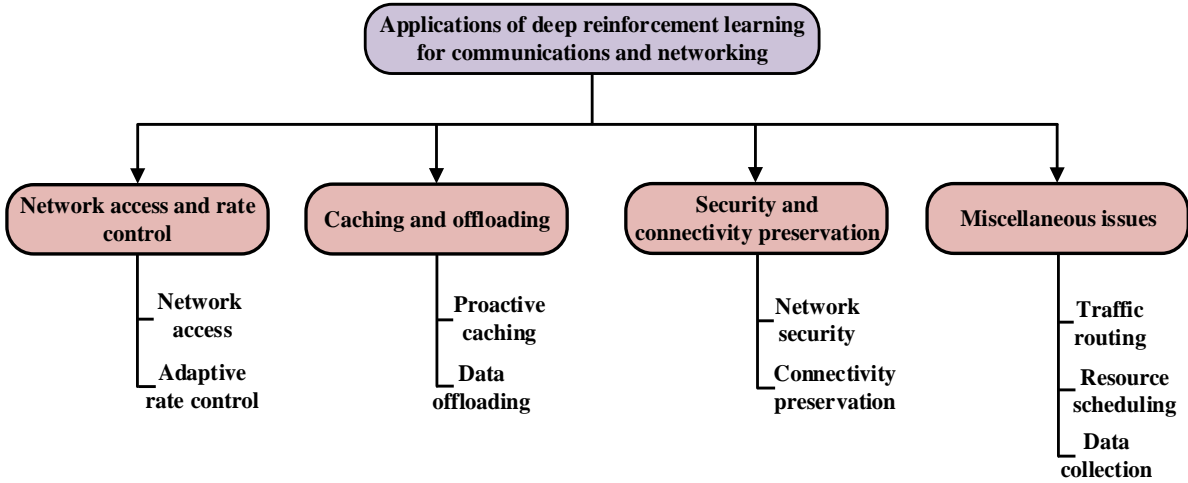 Applications of deep reinforcement learning
for communications and networking
Network access and rate
control
Caching and offloading
Security and
connectivity preservation
Miscellaneous issues
Network
access
Adaptive
rate control
Proactive
caching
Data
offloading
Network
security
Connectivity
preservation
Traffic
routing
Resource
scheduling
Data
collection